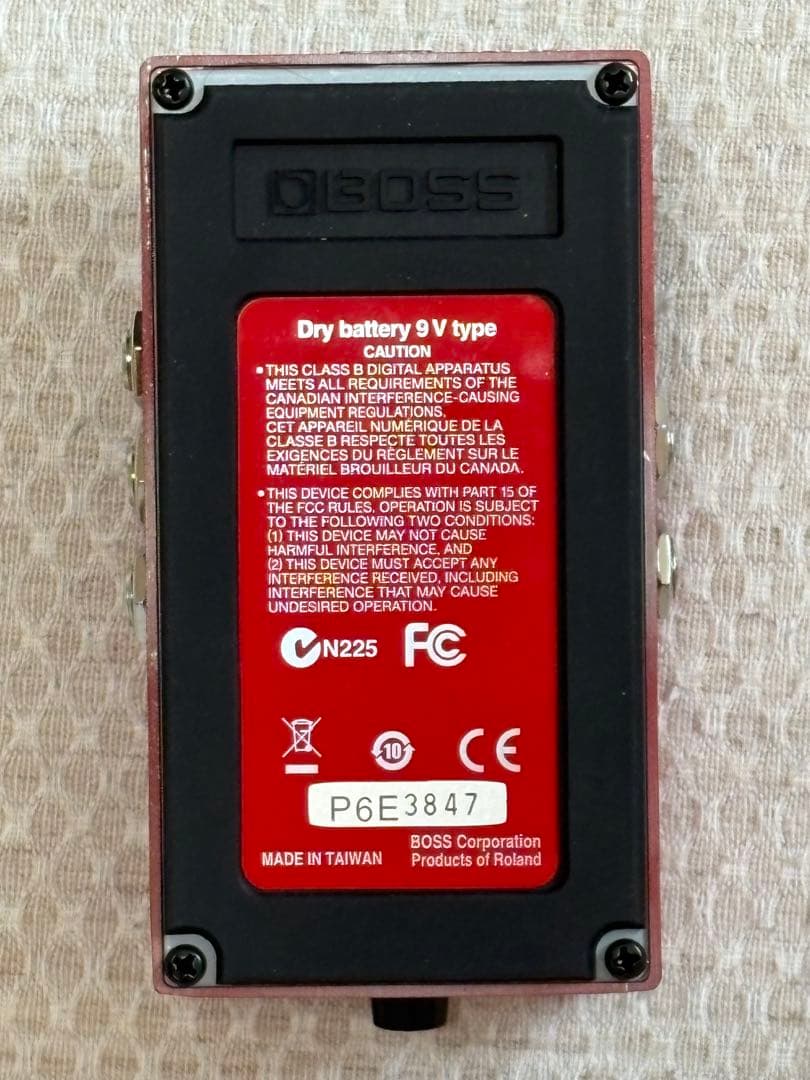 BOSS
Dry battery 9V type
CAUTION
• THIS CLASS B DIGITAL APPARATUS
MEETS ALL REQUIREMENTS OF THE
CANADIAN INTERFERENCE-CAUSING
EQUIPMENT REGULATIONS.
CET APPAREIL NUMÉRIQUE DE LA
CLASSE B RESPECTE TOUTES LES
EXIGENCES DU RÈGLEMENT SUR LE
MATÉRIEL BROUILLEUR DU CANADA.
• THIS DEVICE COMPLIES WITH PART 15 OF
THE FCC RULES. OPERATION IS SUBJECT
TO THE FOLLOWING TWO CONDITIONS:
(1) THIS DEVICE MAY NOT CAUSE
HARMFUL INTERFERENCE, AND
(2) THIS DEVICE MUST ACCEPT ANY
INTERFERENCE RECEIVED, INCLUDING
INTERFERENCE THAT MAY CAUSE
UNDESIRED OPERATION.
N225 FC
10 CE
P6E3847
MADE IN TAIWAN BOSS Corporation
Products of Roland